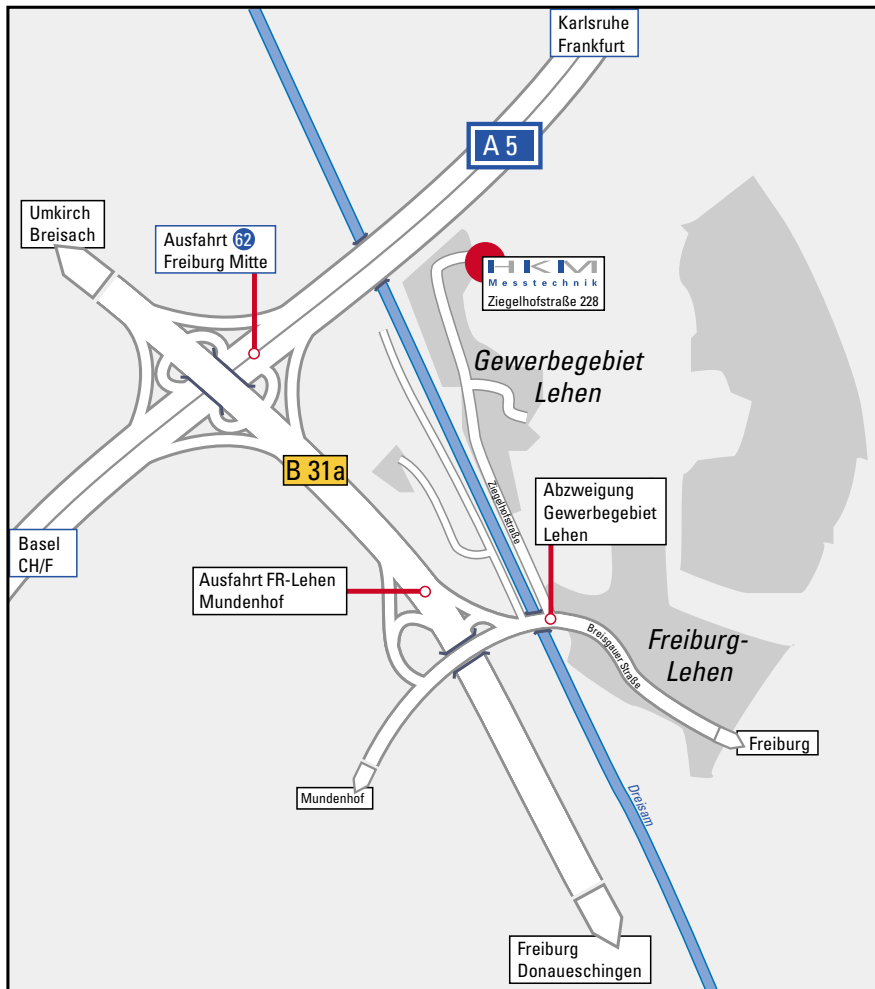 Karlsruhe
Frankfurt
A 5
Umkirch
Breisach
Ausfahrt 62
Freiburg Mitte
HKM
Messtechnik
Ziegelhofstraße 228
Gewerbegebiet
Lehen
B 31a
Ziegelhofstraße
Abzweigung
Gewerbegebiet
Lehen
Basel
CH/F
Ausfahrt FR-Lehen
Mundenhof
Breisgauer Straße
Freiburg-
Lehen
Freiburg
Mundenhof
Dreisam
Freiburg
Donaueschingen